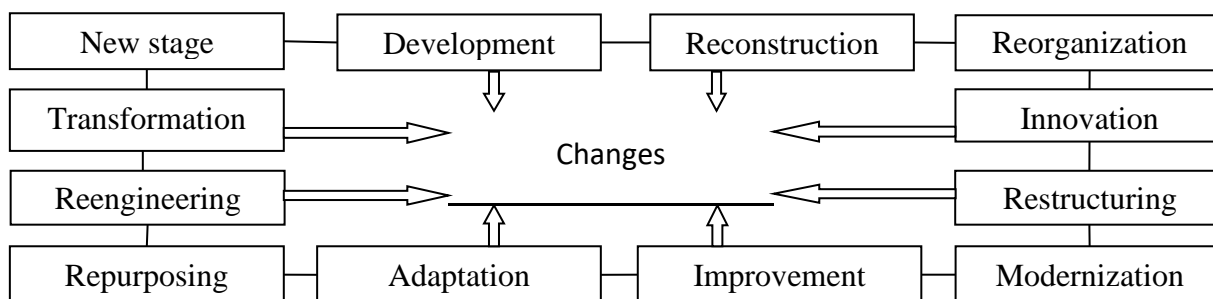 New stage
Development
Reconstruction
Reorganization
Transformation
Innovation
Changes
Reengineering
Restructuring
Repurposing
Adaptation
Improvement
Modernization